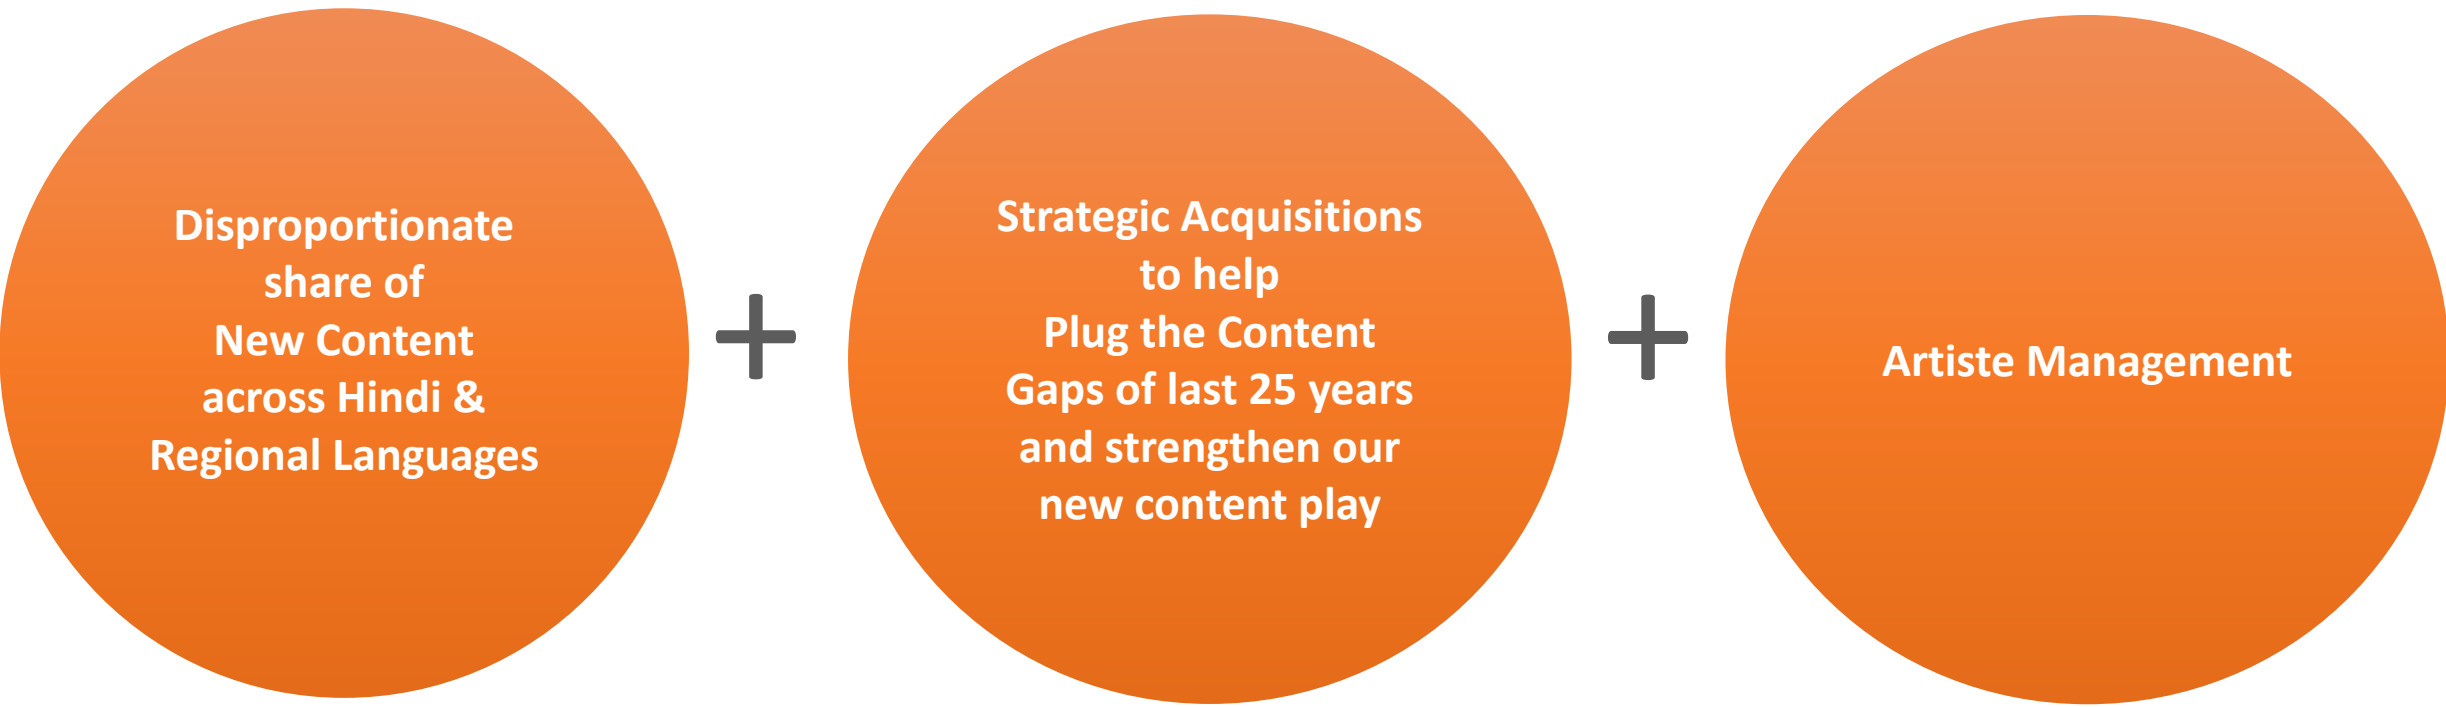 Disproportionate
share of
New Content
across Hindi &
Regional Languages
+
Strategic Acquisitions
to help
Plug the Content
Gaps of last 25 years
and strengthen our
new content play
+
Artiste Management